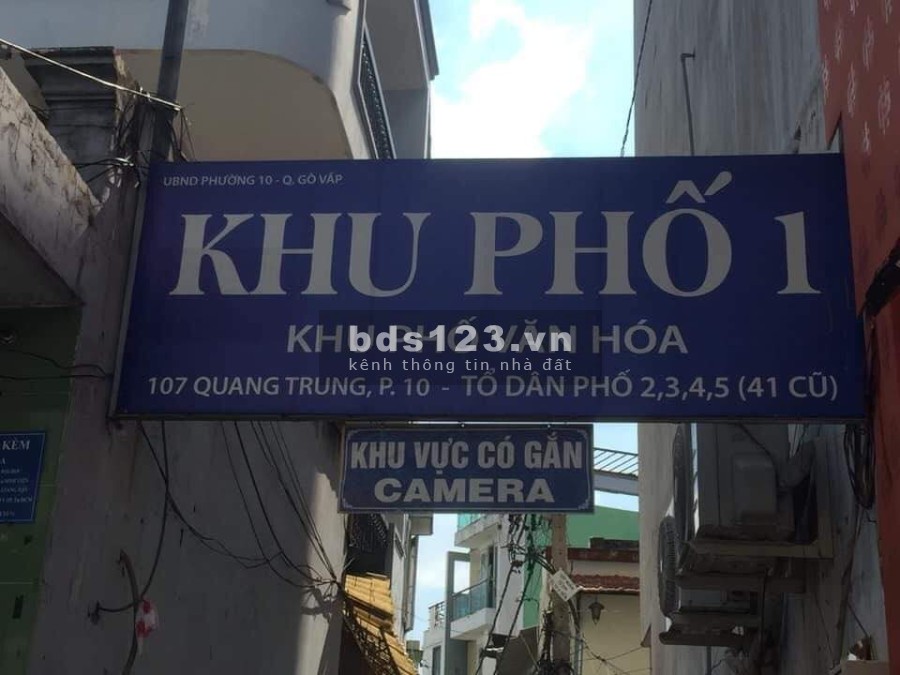 UBND PHƯỜNG 10 - Q. GÒ VẤP
KHU PHỐ 1
KHU PHỐ VĂN HÓA
bds123.vn
kênh thông tin nhà đất
107 QUANG TRUNG, P. 10 - TỔ DÂN PHỐ 2,3,4,5 (41 CŨ)
KHU VỰC CÓ GẮN
CAMERA
KÈM